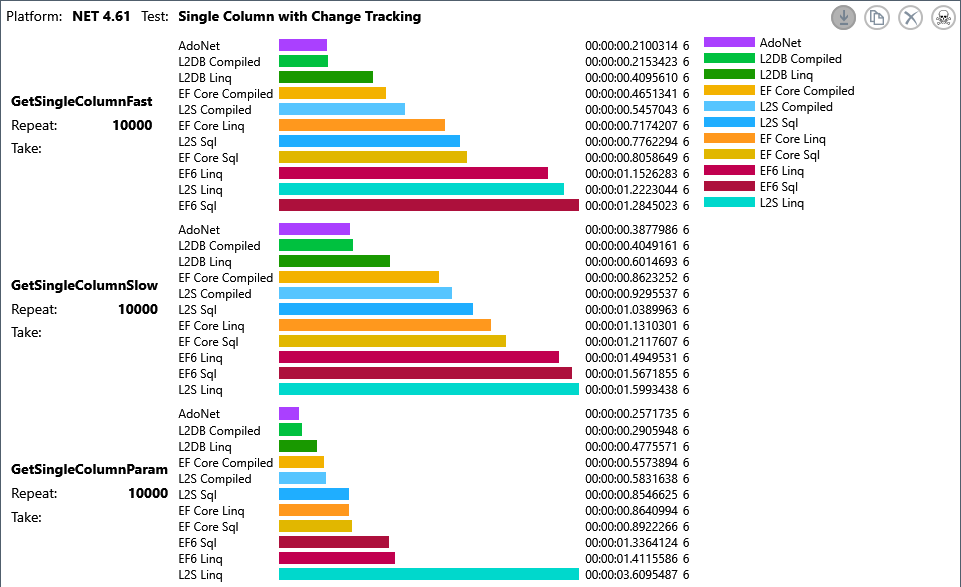 Platform: NET 4.61 Test: Single Column with Change Tracking
GetSingleColumnFast
Repeat: 10000
Take:
AdoNet 00:00:00.2100314 6
L2DB Compiled 00:00:00.2153423 6
L2DB Linq 00:00:00.4095610 6
EF Core Compiled 00:00:00.4651341 6
L2S Compiled 00:00:00.5457043 6
EF Core Linq 00:00:00.7174207 6
L2S Sql 00:00:00.7762294 6
EF Core Sql 00:00:00.8058649 6
EF6 Linq 00:00:01.1526283 6
L2S Linq 00:00:01.2223044 6
EF6 Sql 00:00:01.2845023 6
GetSingleColumnSlow
Repeat: 10000
Take:
AdoNet 00:00:00.3877986 6
L2DB Compiled 00:00:00.4049161 6
L2DB Linq 00:00:00.6014693 6
EF Core Compiled 00:00:00.8623252 6
L2S Compiled 00:00:00.9295537 6
L2S Sql 00:00:01.0389963 6
EF Core Linq 00:00:01.1310301 6
EF Core Sql 00:00:01.2117607 6
EF6 Linq 00:00:01.4949531 6
EF6 Sql 00:00:01.5671855 6
L2S Linq 00:00:01.5993438 6
GetSingleColumnParam
Repeat: 10000
Take:
AdoNet 00:00:00.2571735 6
L2DB Compiled 00:00:00.2905948 6
L2DB Linq 00:00:00.4775571 6
EF Core Compiled 00:00:00.5573894 6
L2S Compiled 00:00:00.5831638 6
L2S Sql 00:00:00.8546625 6
EF Core Linq 00:00:00.8640994 6
EF Core Sql 00:00:00.8922266 6
EF6 Sql 00:00:01.3364124 6
EF6 Linq 00:00:01.4115586 6
L2S Linq 00:00:03.6095487 6
AdoNet
L2DB Compiled
L2DB Linq
EF Core Compiled
L2S Compiled
L2S Sql
EF Core Linq
EF Core Sql
EF6 Linq
EF6 Sql
L2S Linq